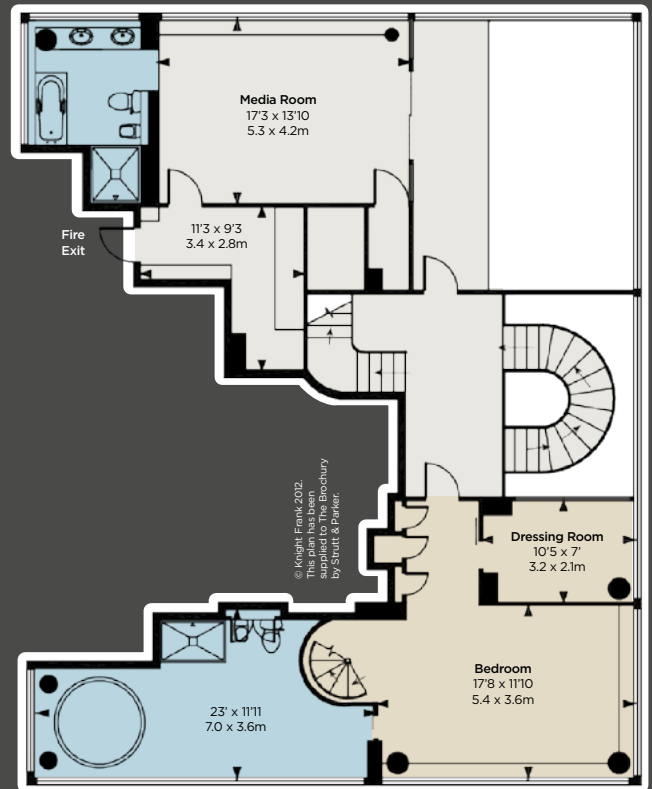 Media Room
17'3 x 13'10
5.3 x 4.2m
Fire
Exit
11'3 x 9'3
3.4 x 2.8m
© Knight Frank 2012.
This plan has been
supplied to The Brochury
by Strutt & Parker.
Dressing Room
10'5 x 7'
3.2 x 2.1m
Bedroom
17'8 x 11'10
5.4 x 3.6m
23' x 11'11
7.0 x 3.6m